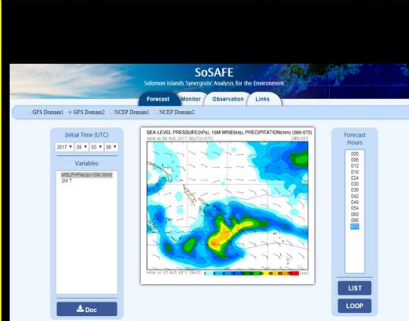 SoSAFE
Solomon Islands Synergistic Analysis for the Environment
Forecast Monitor Observation Links
GFS Domain1 GFS Domain2 NCEP Domain1 NCEP Domain2
Initial Time (UTC)
2017 05 03 06
Variables
2M T
Doc
SEA LEVEL PRESSURE(hPa), 10M WIND(kts), PRECIPITATION(mm)
Forecast
Hours
000
006
012
018
024
030
036
042
048
054
060
066
072
LIST
LOOP